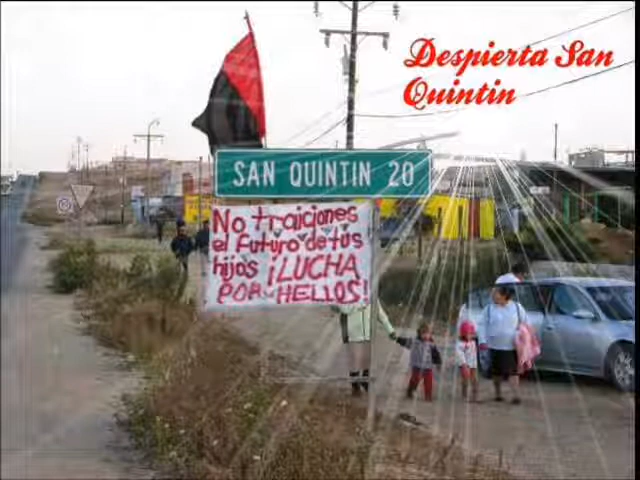 Despierta San
Quintin
SAN QUINTIN 20
No traiciones
el futuro de tus
hijos ¡LUCHA
POR HELLOS!